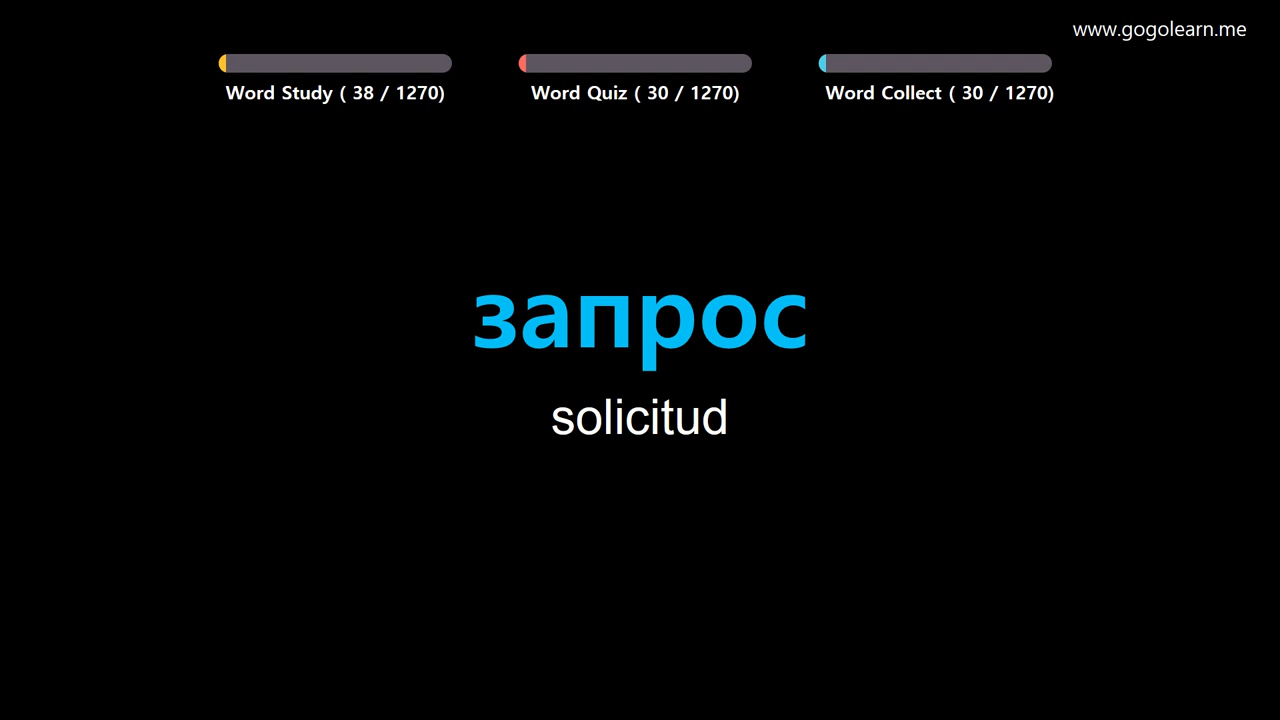 www.gogolearn.me
Word Study ( 38 / 1270)
Word Quiz ( 30 / 1270)
Word Collect ( 30 / 1270)
запрос
solicitud